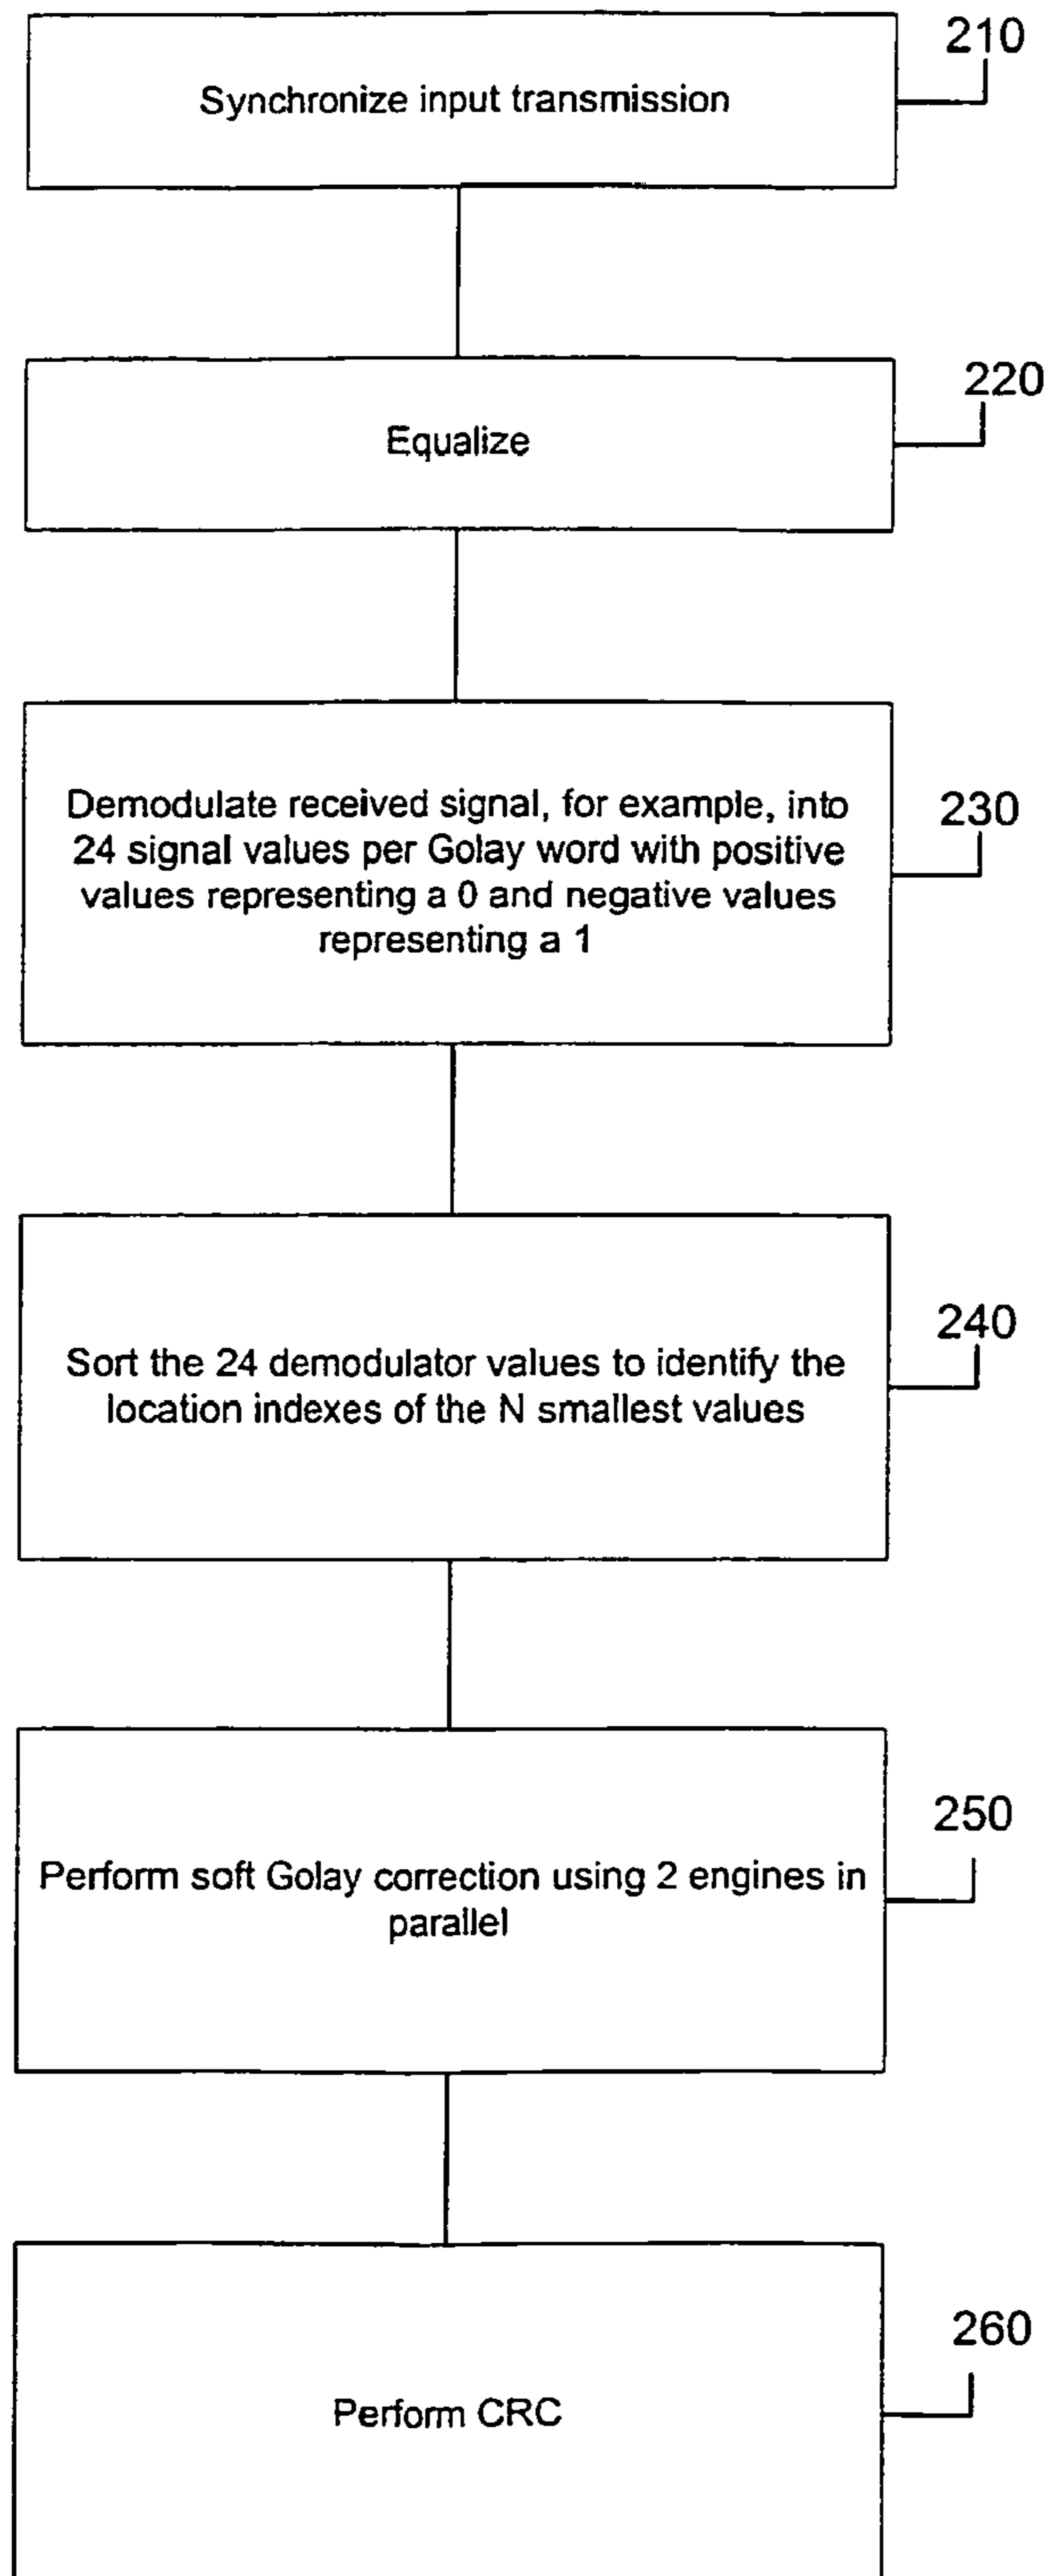 210
Synchronize input transmission
220
Equalize
Demodulate received signal, for example, into
24 signal values per Golay word with positive
values representing a 0 and negative values
representing a 1
230
240
Sort the 24 demodulator values to identify the
location indexes of the N smallest values
250
Perform soft Golay correction using 2 engines in
parallel
260
Perform CRC